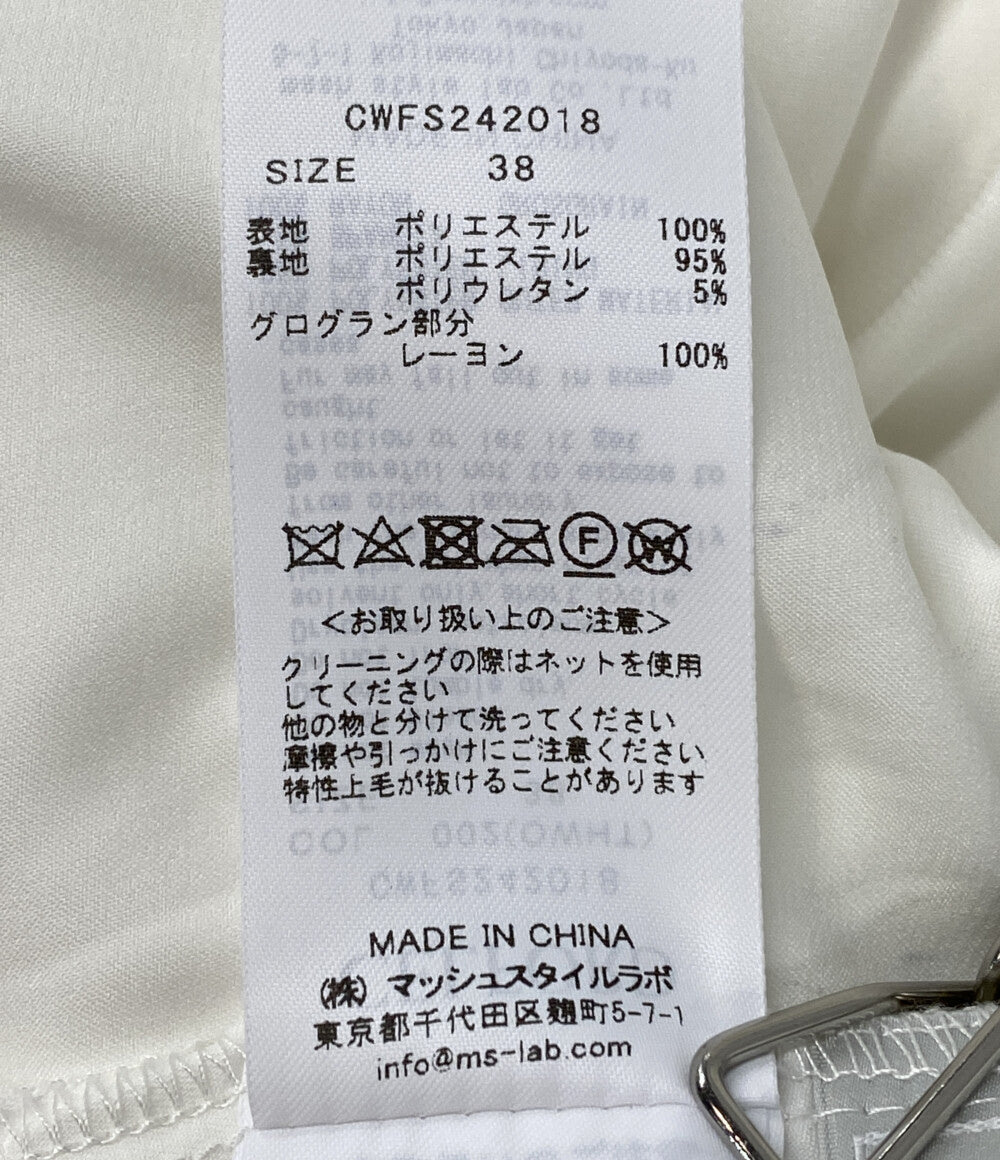 CWFS242018
SIZE 38
表地 ポリエステル 100%
裏地 ポリエステル 95%
ポリウレタン 5%
グログラン部分
レーヨン 100%
F W
<お取り扱い上のご注意>
クリーニングの際はネットを使用
してください
他の物と分けて洗ってください
摩擦や引っかけにご注意ください
特性上毛が抜けることがあります
MADE IN CHINA
(株) マッシュスタイルラボ
東京都千代田区麹町5-7-1
info@ms-lab.com